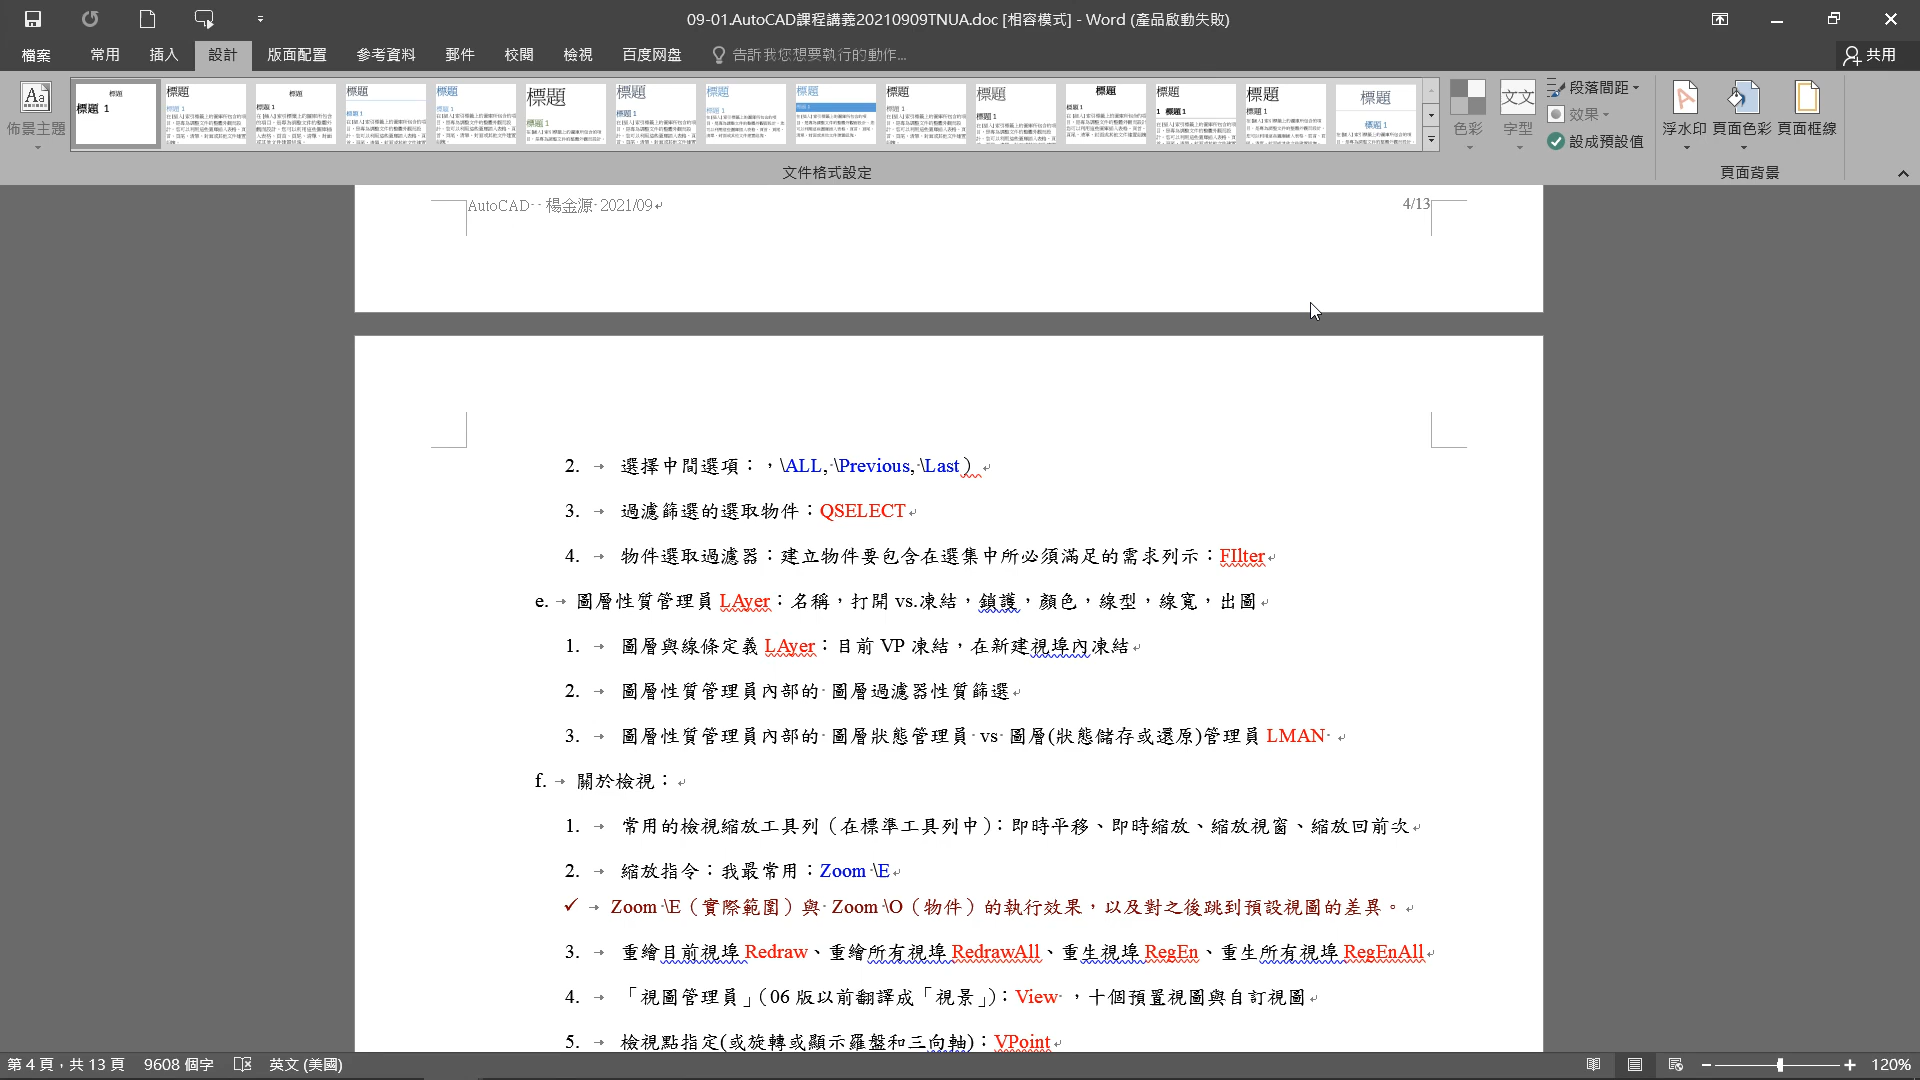 09-01.AutoCAD課程講義20210909TNUA.doc [相容模式] - Word (產品啟動失敗)
檔案 常用 插入 設計 版面配置 參考資料 郵件 校閱 檢視 百度网盘 告訴我您想要執行的動作... 共用
佈景主題 色彩 字型 段落間距 效果 設成預設值 浮水印 頁面色彩 頁面框線
文件格式設定 頁面背景
AutoCAD-- 楊金源 2021/09 4/13
2. 選擇中間選項：，\ALL, \Previous, \Last）
3. 過濾篩選的選取物件：QSELECT
4. 物件選取過濾器：建立物件要包含在選集中所必須滿足的需求列示：FIlter
e. 圖層性質管理員 LAyer：名稱，打開 vs.凍結，鎖護，顏色，線型，線寬，出圖
1. 圖層與線條定義 LAyer：目前 VP 凍結，在新建視埠內凍結
2. 圖層性質管理員內部的 圖層過濾器性質篩選
3. 圖層性質管理員內部的 圖層狀態管理員 vs 圖層(狀態儲存或還原)管理員 LMAN
f. 關於檢視：
1. 常用的檢視縮放工具列（在標準工具列中）：即時平移、即時縮放、縮放視窗、縮放回前次
2. 縮放指令：我最常用：Zoom \E
✓ Zoom \E（實際範圍）與 Zoom \O（物件）的執行效果，以及對之後跳到預設視圖的差異。
3. 重繪目前視埠 Redraw、重繪所有視埠 RedrawAll、重生視埠 RegEn、重生所有視埠 RegEnAll
4. 「視圖管理員」（06 版以前翻譯成「視景」）：View ，十個預置視圖與自訂視圖
5. 檢視點指定(或旋轉或顯示羅盤和三向軸)：VPoint
第 4 頁，共 13 頁 9608 個字 英文 (美國) 120%